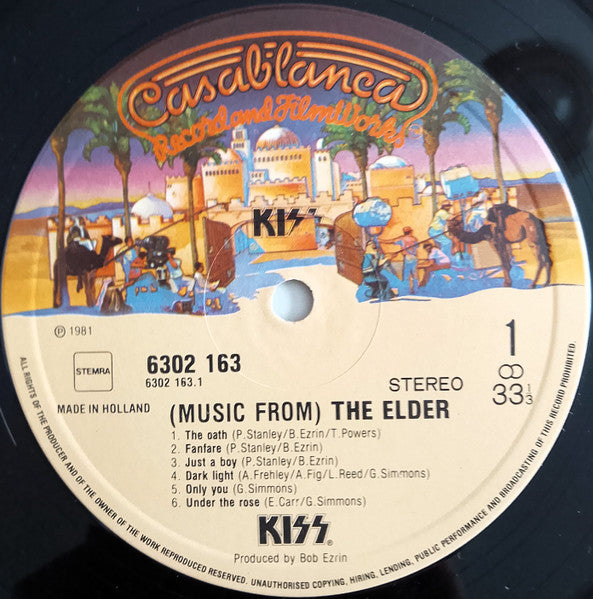 Casablanca
Record and FilmWorks
KISS
℗ 1981
STEMRA
6302 163
6302 163.1
MADE IN HOLLAND
STEREO
1
33 1/3
(MUSIC FROM) THE ELDER
1. The oath (P.Stanley/B.Ezrin/T.Powers)
2. Fanfare (P.Stanley/B.Ezrin)
3. Just a boy (P.Stanley/B.Ezrin)
4. Dark light (A.Frehley/A.Fig/L.Reed/G.Simmons)
5. Only you (G.Simmons)
6. Under the rose (E.Carr/G.Simmons)
KISS®
Produced by Bob Ezrin
ALL RIGHTS OF THE PRODUCER AND OF THE OWNER OF THE WORK REPRODUCED RESERVED. UNAUTHORISED COPYING, HIRING, LENDING, PUBLIC PERFORMANCE AND BROADCASTING OF THIS RECORD PROHIBITED.